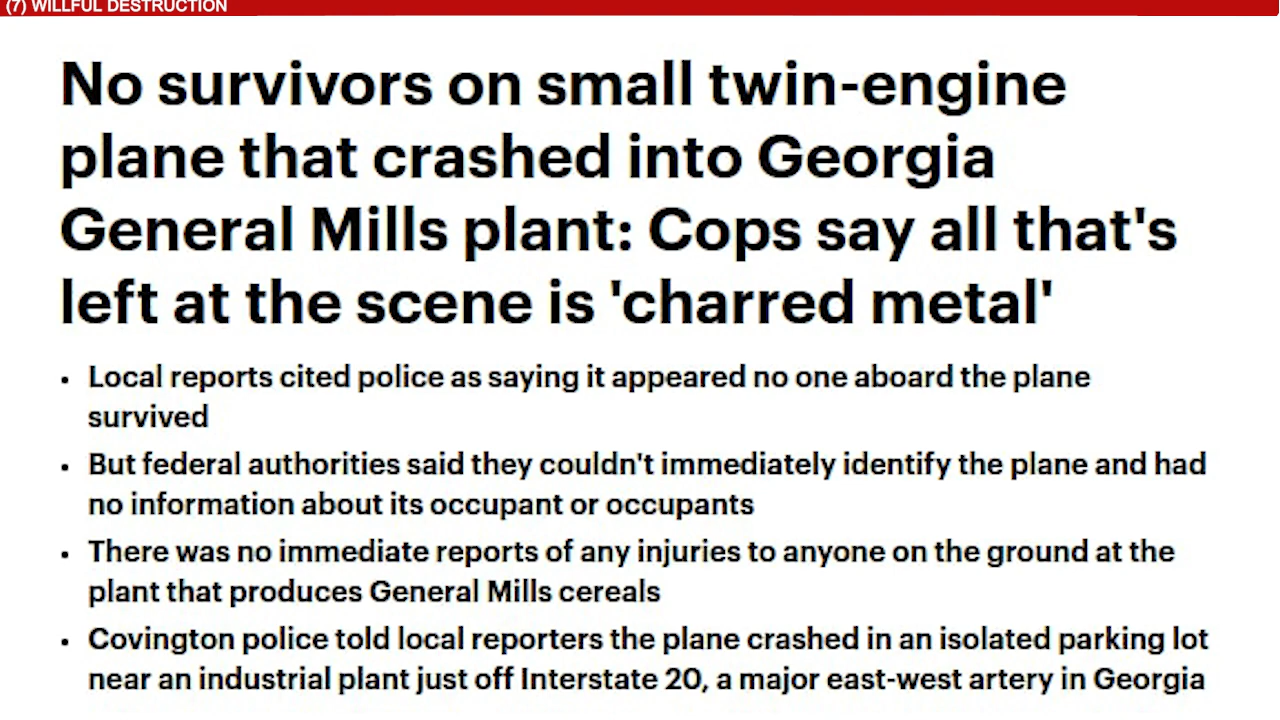 (7) WILLFUL DESTRUCTION
No survivors on small twin-engine
plane that crashed into Georgia
General Mills plant: Cops say all that's
left at the scene is 'charred metal'
• Local reports cited police as saying it appeared no one aboard the plane
survived
• But federal authorities said they couldn't immediately identify the plane and had
no information about its occupant or occupants
• There was no immediate reports of any injuries to anyone on the ground at the
plant that produces General Mills cereals
• Covington police told local reporters the plane crashed in an isolated parking lot
near an industrial plant just off Interstate 20, a major east-west artery in Georgia